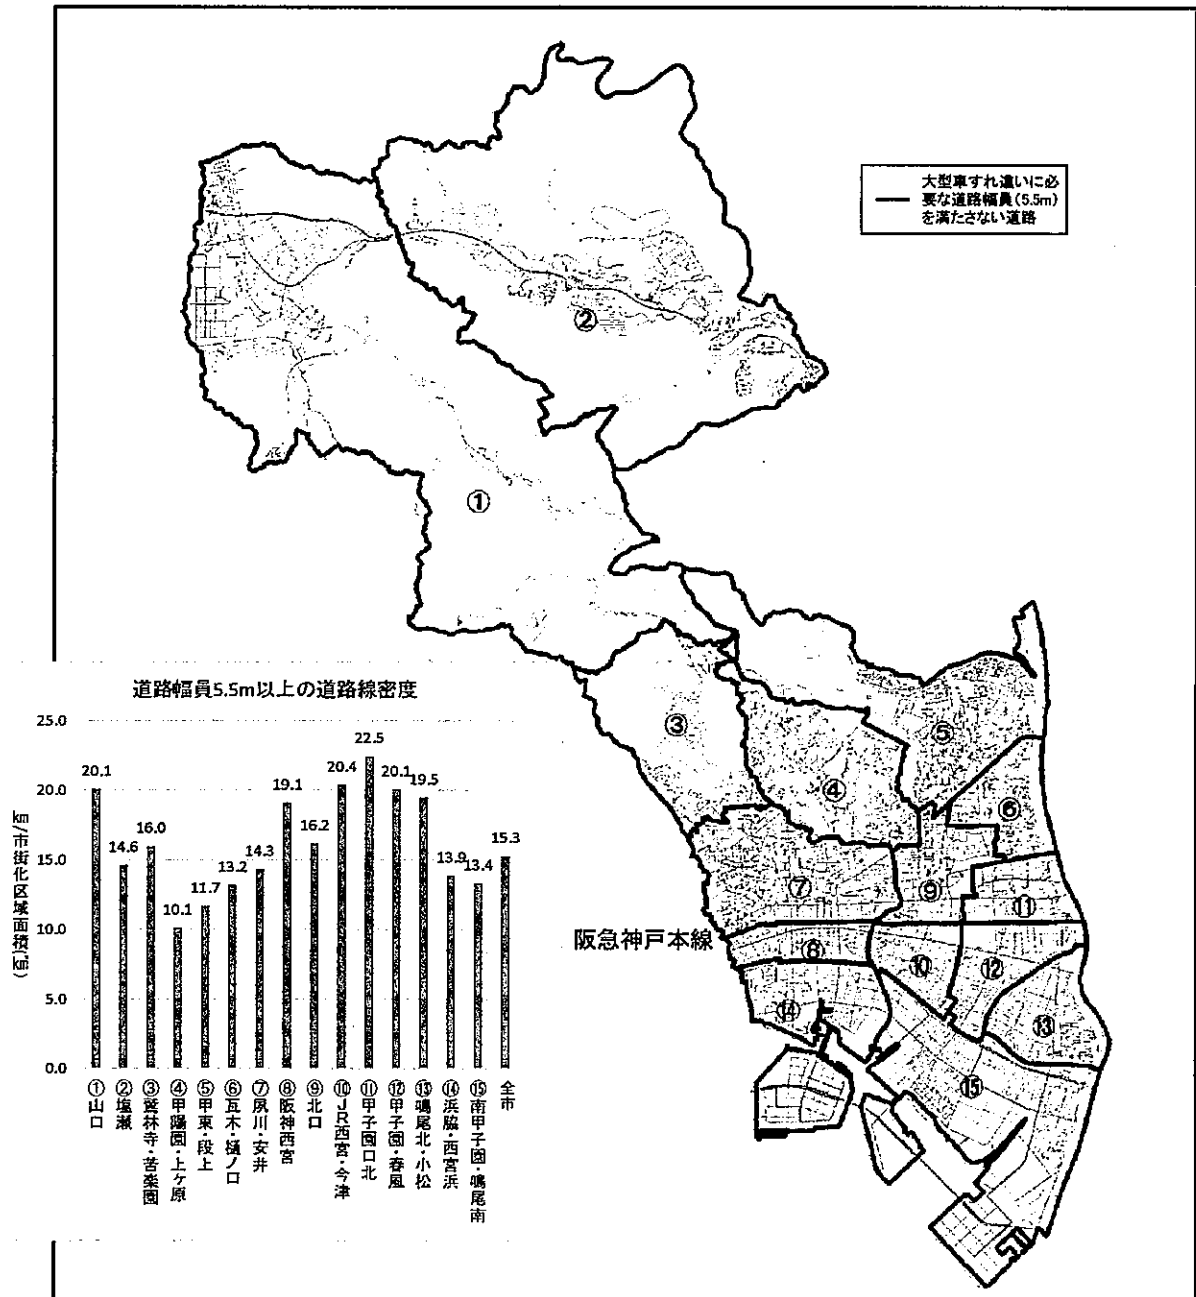 大型車すれ違いに必
要な道路幅員(5.5m)
を満たさない道路
②
①
③
⑤
④
⑥
⑦
⑨
⑪
阪急神戸本線
⑧
⑩
⑫
⑭
⑬
⑮
道路幅員5.5m以上の道路線密度
25.0
20.0
15.0
10.0
5.0
0.0
㎞/市街化区域面積(㎢)
20.1
14.6
16.0
10.1
11.7
13.2
14.3
19.1
16.2
20.4
22.5
20.1
19.5
13.9
13.4
15.3
①山口
②塩瀬
③鷲林寺・苦楽園
④甲陽園・上ヶ原
⑤甲東・段上
⑥瓦木・樋ノ口
⑦夙川・安井
⑧阪神西宮
⑨北口
⑩JR西宮・今津
⑪甲子園口北
⑫甲子園・春風
⑬鳴尾北・小松
⑭浜脇・西宮浜
⑮南甲子園・鳴尾南
全市